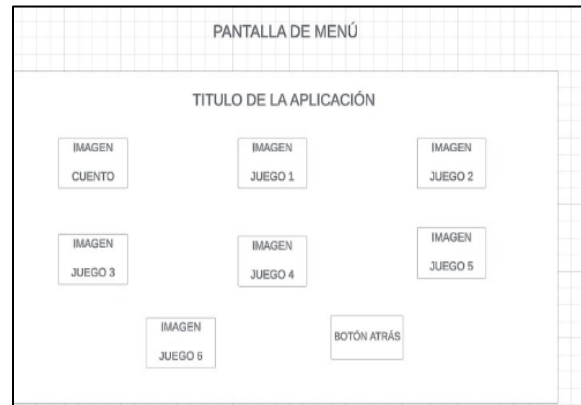 PANTALLA DE MENÚ
TITULO DE LA APLICACIÓN
IMAGEN
CUENTO
IMAGEN
JUEGO 1
IMAGEN
JUEGO 2
IMAGEN
JUEGO 3
IMAGEN
JUEGO 4
IMAGEN
JUEGO 5
IMAGEN
JUEGO 6
BOTÓN ATRÁS